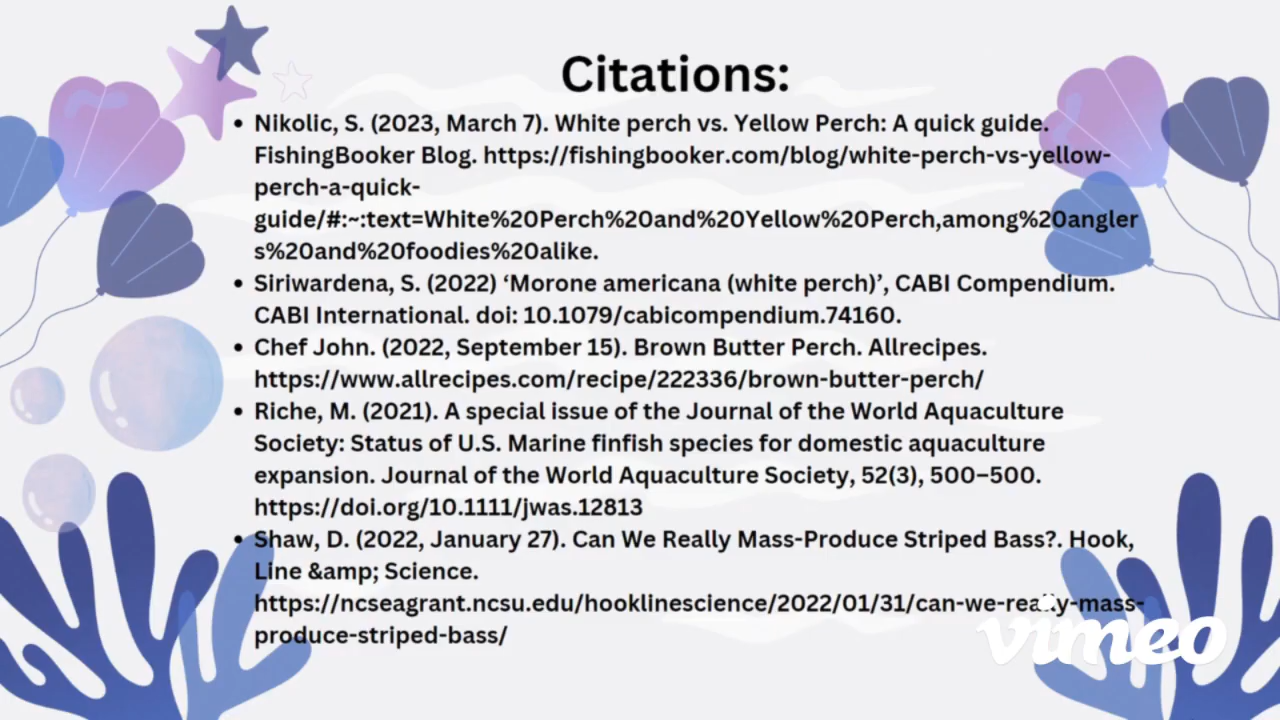 Citations:
• Nikolic, S. (2023, March 7). White perch vs. Yellow Perch: A quick guide.
FishingBooker Blog. https://fishingbooker.com/blog/white-perch-vs-yellow-
perch-a-quick-
guide/#:~:text=White%20Perch%20and%20Yellow%20Perch,among%20angler
s%20and%20foodies%20alike.
• Siriwardena, S. (2022) ‘Morone americana (white perch)’, CABI Compendium.
CABI International. doi: 10.1079/cabicompendium.74160.
• Chef John. (2022, September 15). Brown Butter Perch. Allrecipes.
https://www.allrecipes.com/recipe/222336/brown-butter-perch/
• Riche, M. (2021). A special issue of the Journal of the World Aquaculture
Society: Status of U.S. Marine finfish species for domestic aquaculture
expansion. Journal of the World Aquaculture Society, 52(3), 500–500.
https://doi.org/10.1111/jwas.12813
• Shaw, D. (2022, January 27). Can We Really Mass-Produce Striped Bass?. Hook,
Line &amp; Science.
https://ncseagrant.ncsu.edu/hooklinescience/2022/01/31/can-we-really-mass-
produce-striped-bass/
vimeo